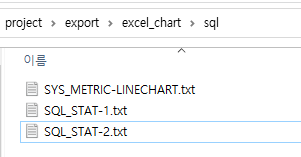 project > export > excel_chart > sql
이름
SYS_METRIC-LINECHART.txt
SQL_STAT-1.txt
SQL_STAT-2.txt